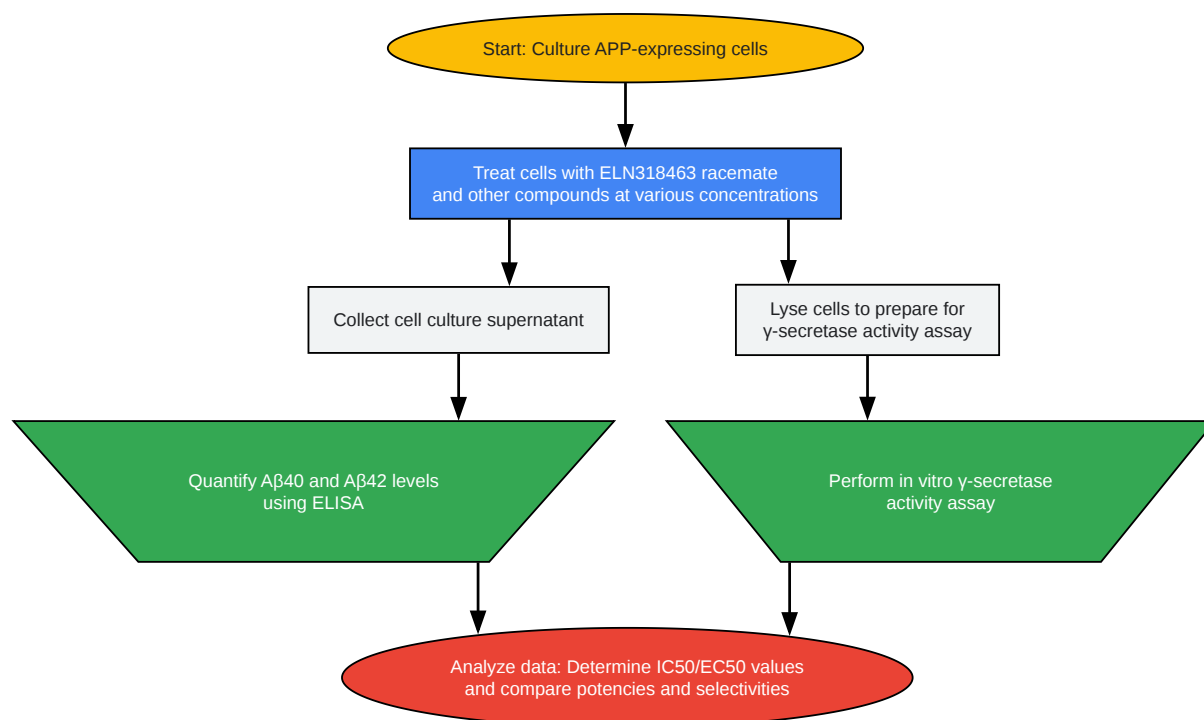 Start: Culture APP-expressing cells
Treat cells with ELN318463 racemate
and other compounds at various concentrations
Collect cell culture supernatant
Lyse cells to prepare for
γ-secretase activity assay
Quantify Aβ40 and Aβ42 levels
using ELISA
Perform in vitro γ-secretase
activity assay
Analyze data: Determine IC50/EC50 values
and compare potencies and selectivities